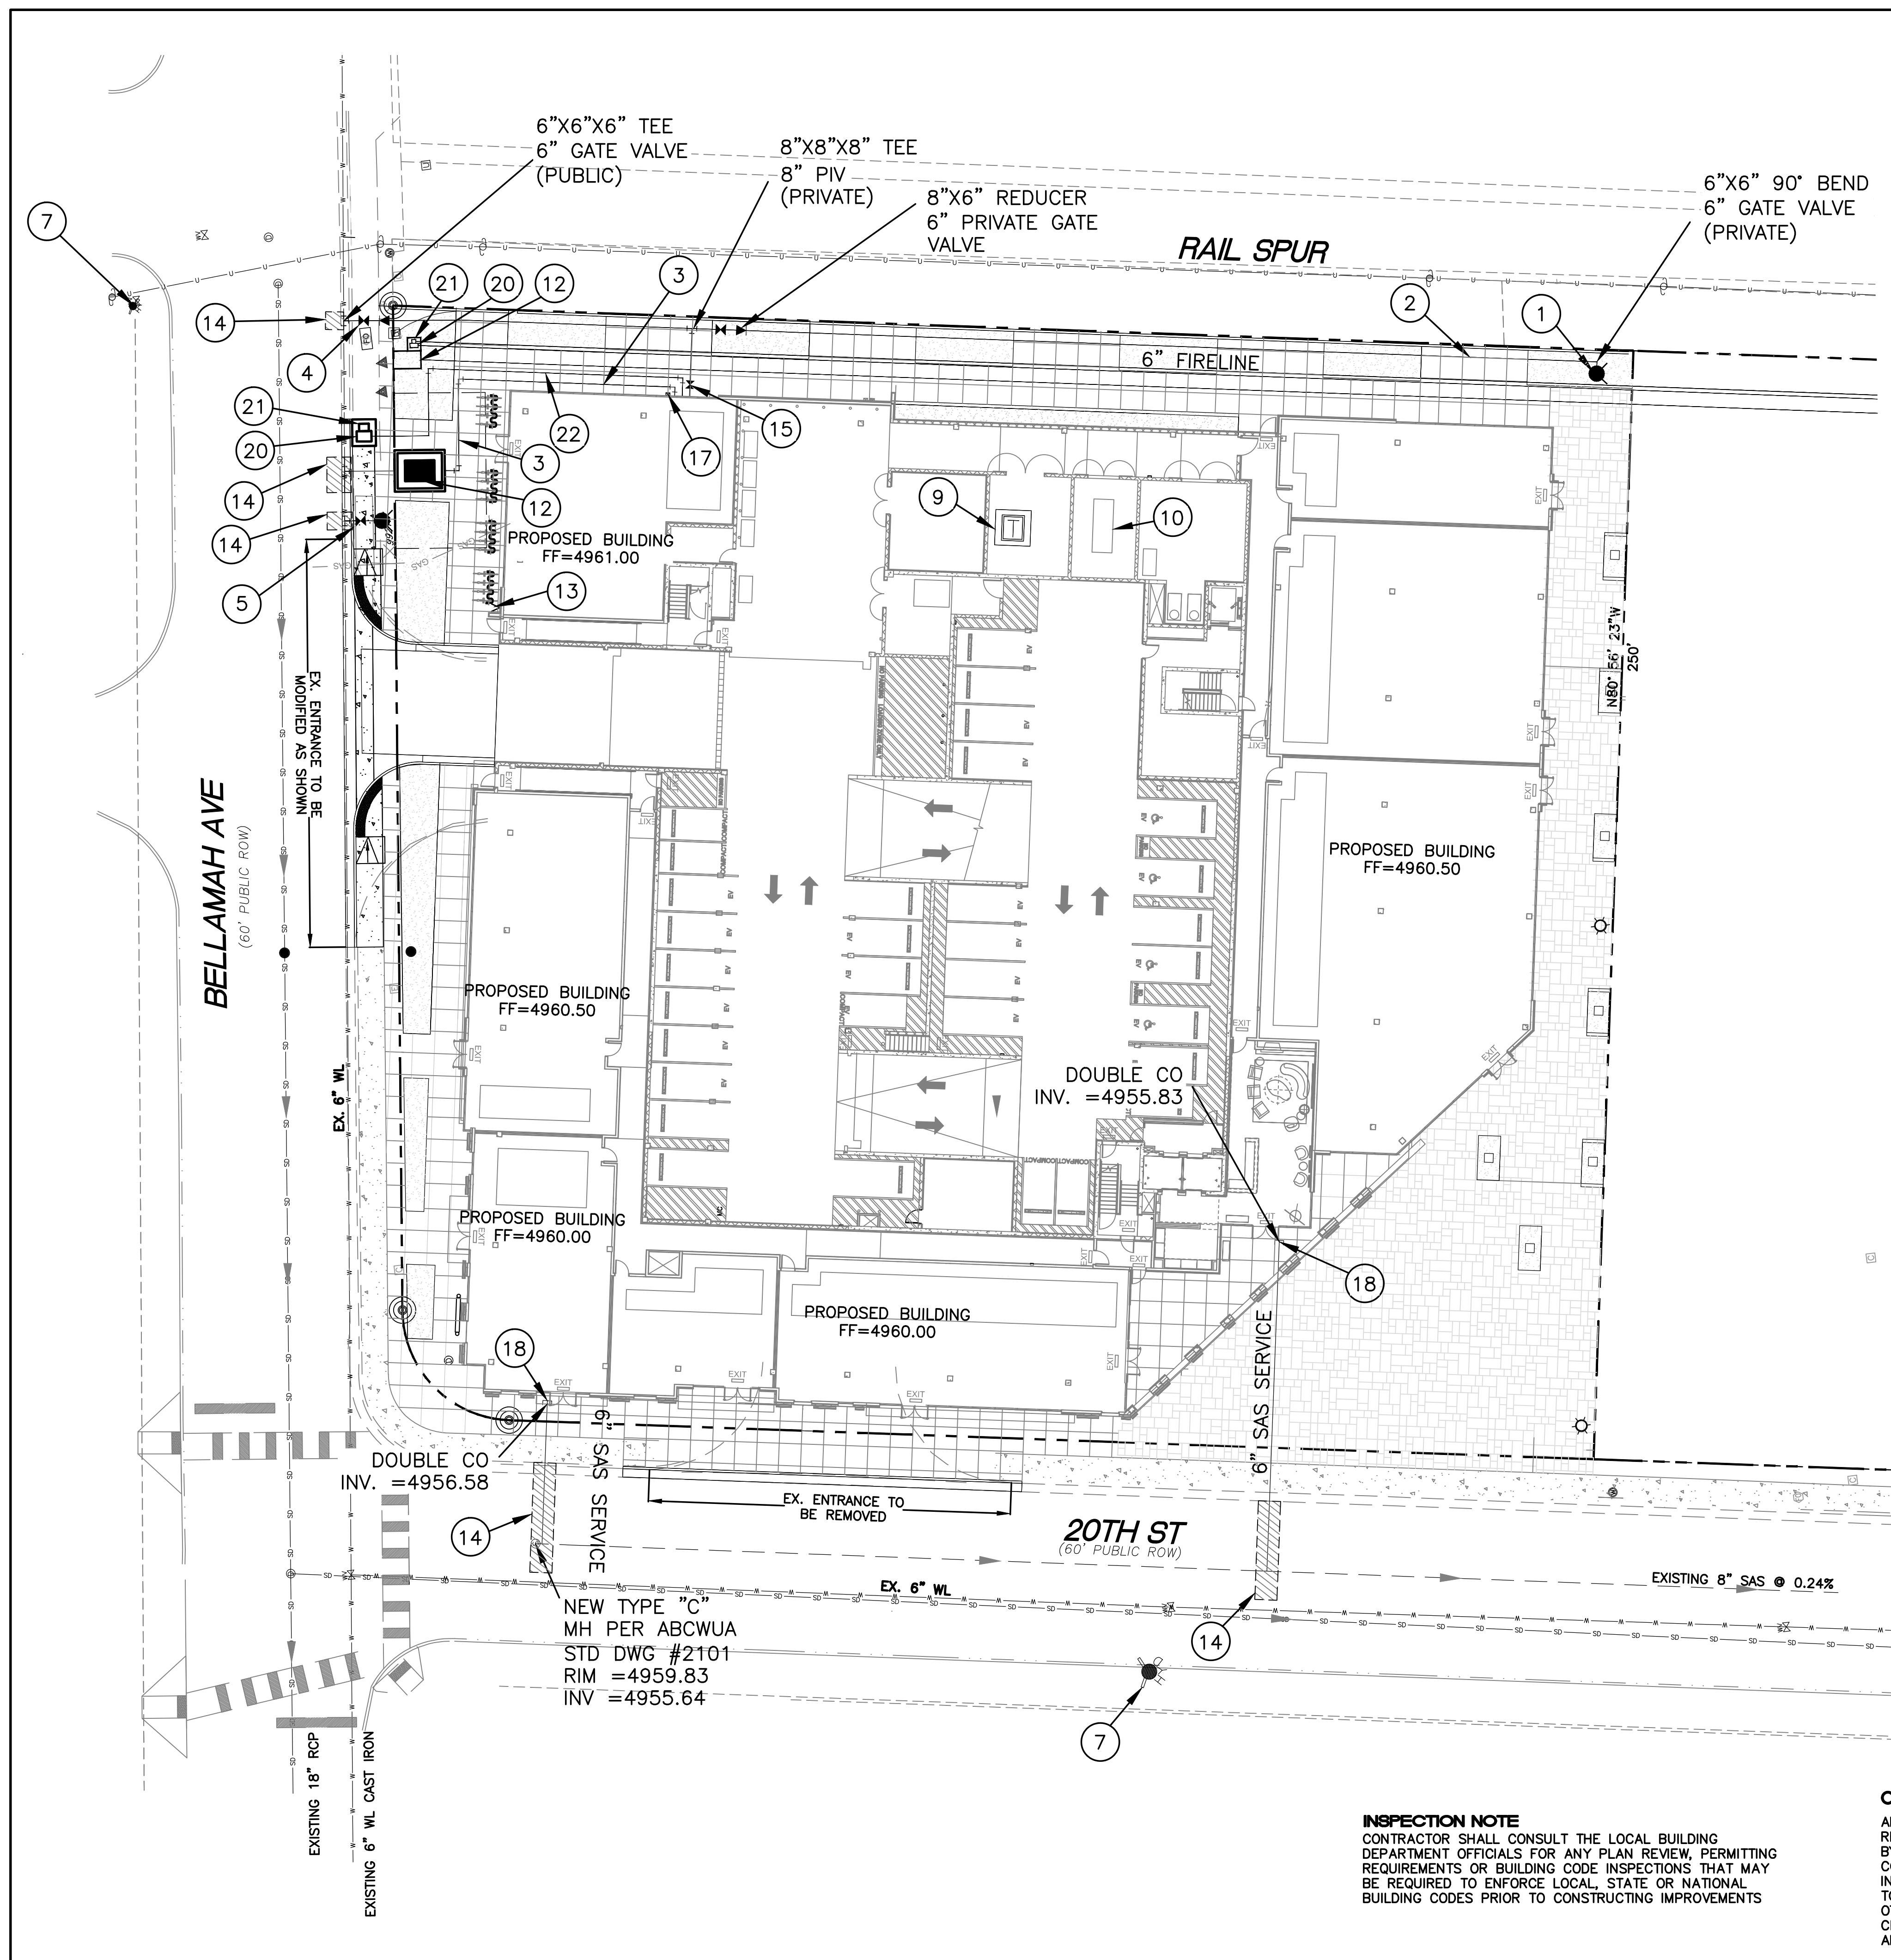 6"X6"X6" TEE
6" GATE VALVE
(PUBLIC)
8"X8"X8" TEE
8" PIV
(PRIVATE)
8"X6" REDUCER
6" PRIVATE GATE
VALVE
6"X6" 90° BEND
6" GATE VALVE
(PRIVATE)
RAIL SPUR
7
21
20
12
3
2
1
14
4
6" FIRELINE
21
20
22
15
17
3
14
12
14
9
10
PROPOSED BUILDING
FF=4961.00
5
13
EX. ENTRANCE TO BE
MODIFIED AS SHOWN
NO PARKING LOADING ZONE ONLY
N80° 56' 23"W
250'
BELLAMAH AVE
(60' PUBLIC ROW)
PROPOSED BUILDING
FF=4960.50
PROPOSED BUILDING
FF=4960.50
EX. 6" WL
DOUBLE CO
INV. =4955.83
PROPOSED BUILDING
FF=4960.00
18
PROPOSED BUILDING
FF=4960.00
18
6" SAS SERVICE
6" SAS SERVICE
DOUBLE CO
INV. =4956.58
EX. ENTRANCE TO
BE REMOVED
14
20TH ST
(60' PUBLIC ROW)
EX. 6" WL
EXISTING 8" SAS @ 0.24%
NEW TYPE "C"
MH PER ABCWUA
STD DWG #2101
RIM =4959.83
INV =4955.64
14
7
EXISTING 18" RCP
EXISTING 6" WL CAST IRON
INSPECTION NOTE
CONTRACTOR SHALL CONSULT THE LOCAL BUILDING
DEPARTMENT OFFICIALS FOR ANY PLAN REVIEW, PERMITTING
REQUIREMENTS OR BUILDING CODE INSPECTIONS THAT MAY
BE REQUIRED TO ENFORCE LOCAL, STATE OR NATIONAL
BUILDING CODES PRIOR TO CONSTRUCTING IMPROVEMENTS